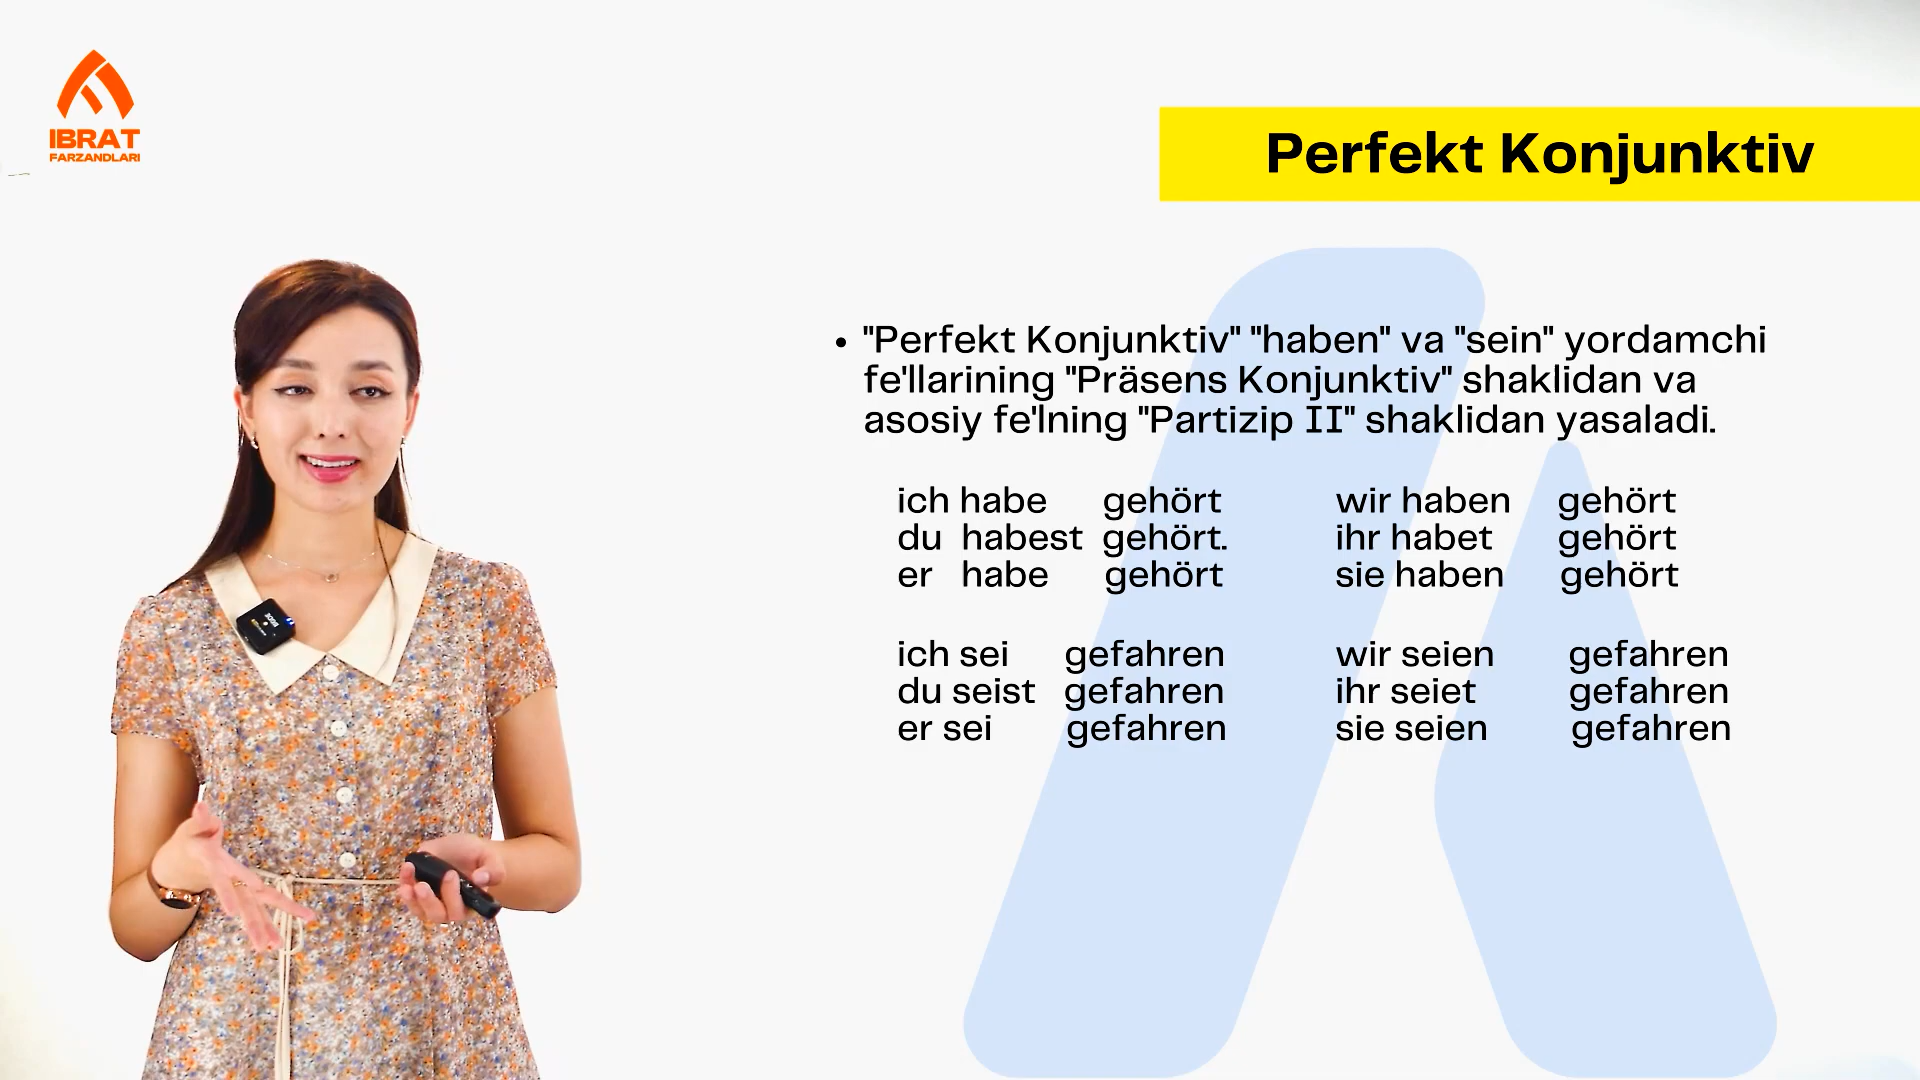 IBRAT
FARZANDLARI
Perfekt Konjunktiv
• "Perfekt Konjunktiv" "haben" va "sein" yordamchi
fe'llarining "Präsens Konjunktiv" shaklidan va
asosiy fe'lning "Partizip II" shaklidan yasaladi.
ich habe gehört wir haben gehört
du habest gehört. ihr habet gehört
er habe gehört sie haben gehört
ich sei gefahren wir seien gefahren
du seist gefahren ihr seiet gefahren
er sei gefahren sie seien gefahren